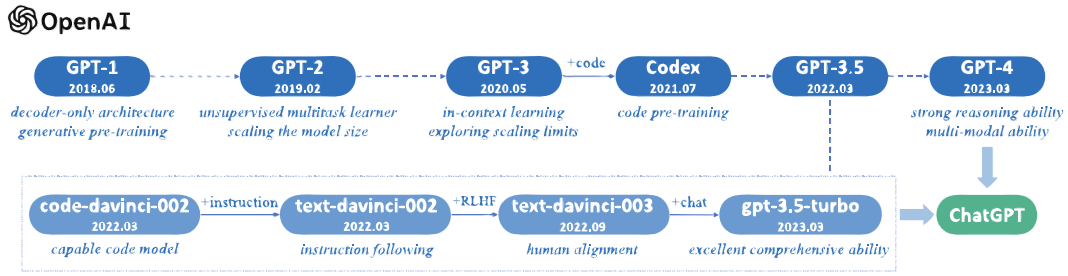 OpenAI
GPT-1
2018.06
decoder-only architecture
generative pre-training
GPT-2
2019.02
unsupervised multitask learner
scaling the model size
GPT-3
2020.05
in-context learning
exploring scaling limits
+code
Codex
2021.07
code pre-training
GPT-3.5
2022.03
GPT-4
2023.03
strong reasoning ability
multi-modal ability
code-davinci-002
2022.03
capable code model
+instruction
text-davinci-002
2022.03
instruction following
+RLHF
text-davinci-003
2022.09
human alignment
+chat
gpt-3.5-turbo
2023.03
excellent comprehensive ability
ChatGPT